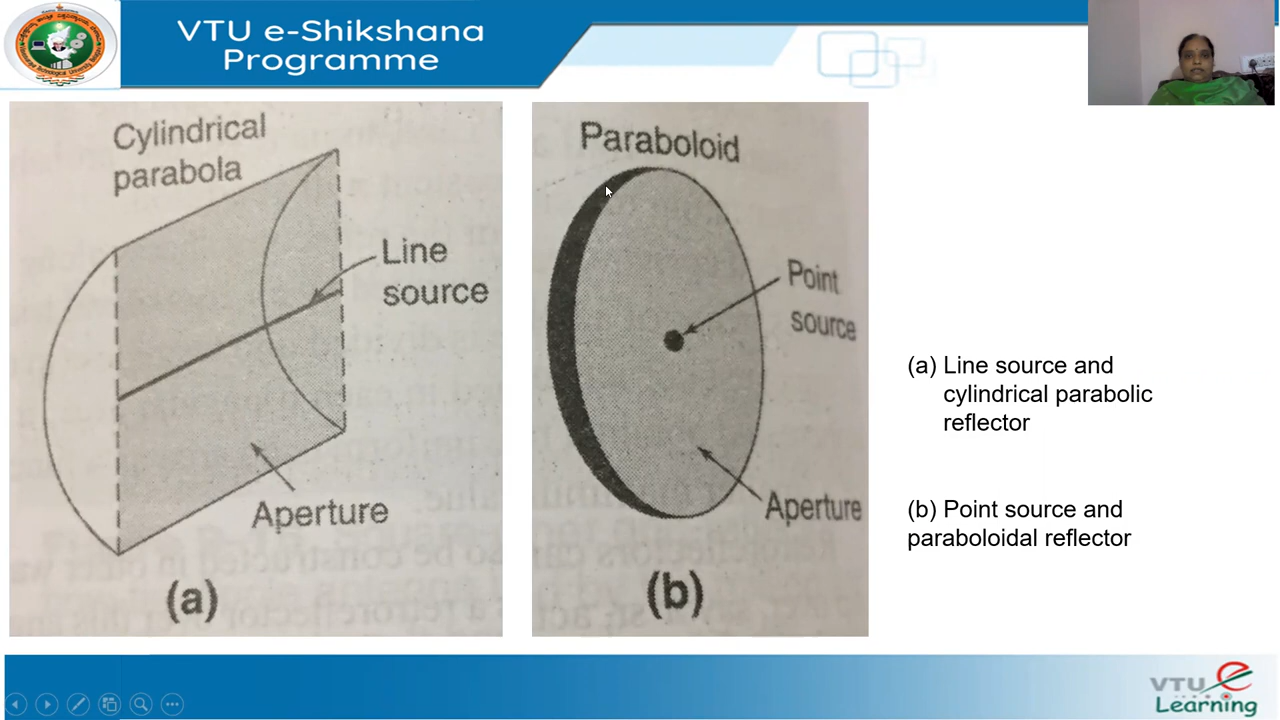 VTU e-Shikshana
Programme
Cylindrical
parabola
Line
source
Aperture
(a)
Paraboloid
Point
source
Aperture
(b)
(a) Line source and
cylindrical parabolic
reflector
(b) Point source and
paraboloidal reflector
VTU e
Learning